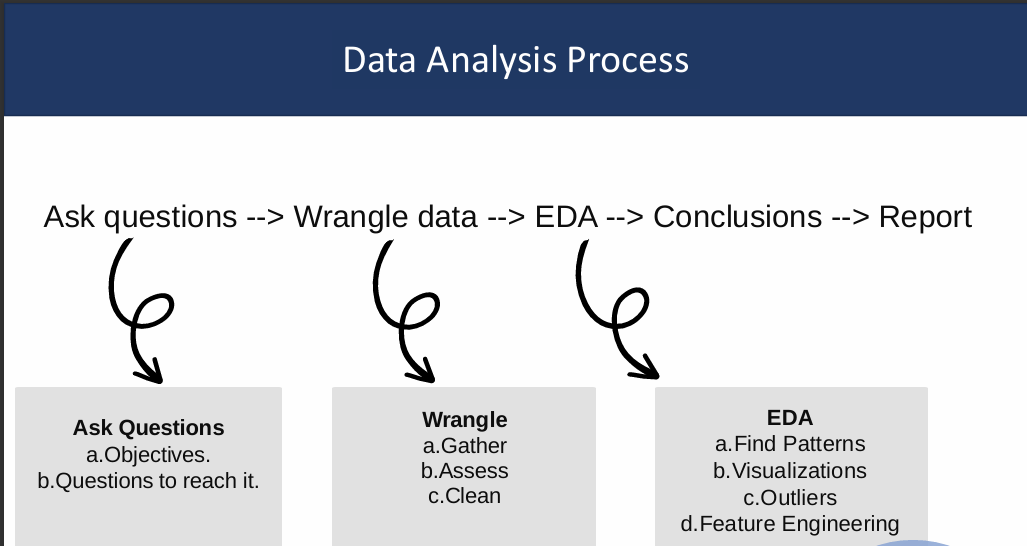 Data Analysis Process
Ask questions --> Wrangle data --> EDA --> Conclusions --> Report
Ask Questions
a.Objectives.
b.Questions to reach it.
Wrangle
a.Gather
b.Assess
c.Clean
EDA
a.Find Patterns
b.Visualizations
c.Outliers
d.Feature Engineering